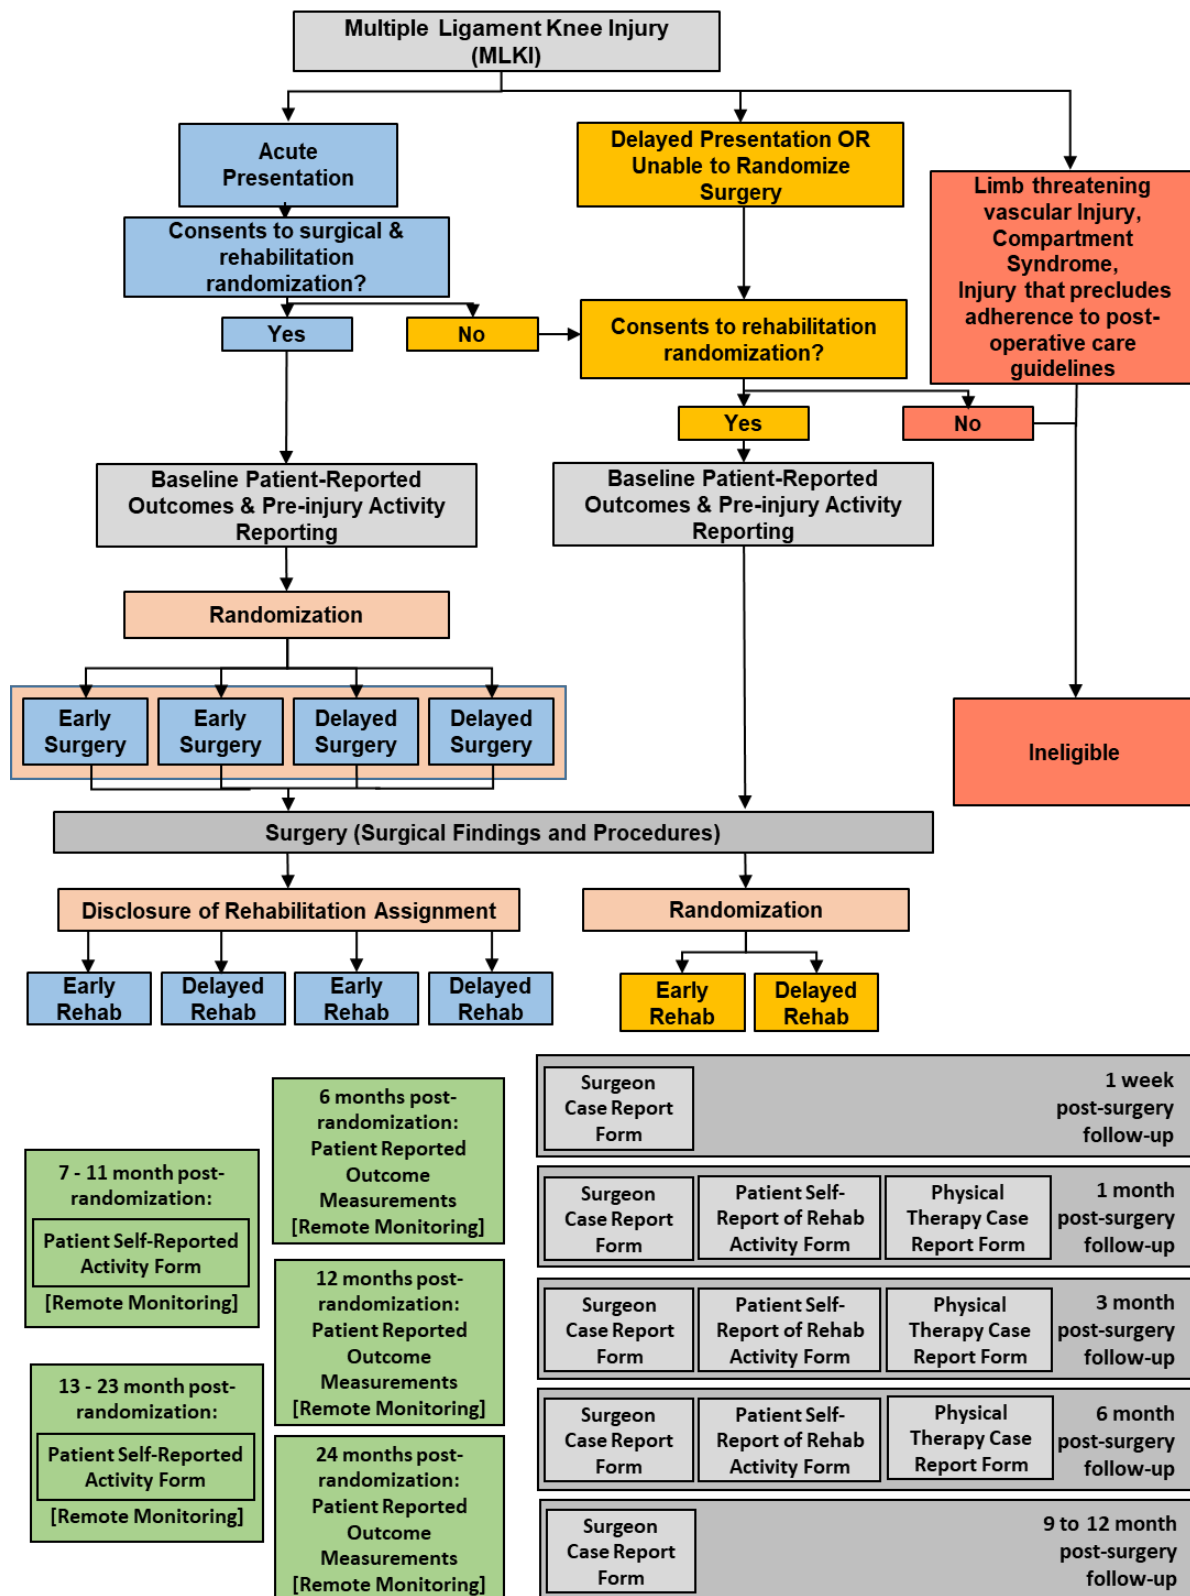 Multiple Ligament Knee Injury
(MLKI)
Acute
Presentation
Delayed Presentation OR
Unable to Randomize
Surgery
Limb threatening
vascular Injury,
Compartment
Syndrome,
Injury that precludes
adherence to post-
operative care
guidelines
Consents to surgical &
rehabilitation
randomization?
Yes
No
Consents to rehabilitation
randomization?
Yes
No
Baseline Patient-Reported
Outcomes & Pre-injury Activity
Reporting
Baseline Patient-Reported
Outcomes & Pre-injury Activity
Reporting
Randomization
Early
Surgery
Early
Surgery
Delayed
Surgery
Delayed
Surgery
Ineligible
Surgery (Surgical Findings and Procedures)
Disclosure of Rehabilitation Assignment
Randomization
Early
Rehab
Delayed
Rehab
Early
Rehab
Delayed
Rehab
Early
Rehab
Delayed
Rehab
7 - 11 month post-
randomization:
Patient Self-Reported
Activity Form
[Remote Monitoring]
13 - 23 month post-
randomization:
Patient Self-Reported
Activity Form
[Remote Monitoring]
6 months post-
randomization:
Patient Reported
Outcome
Measurements
[Remote Monitoring]
12 months post-
randomization:
Patient Reported
Outcome
Measurements
[Remote Monitoring]
24 months post-
randomization:
Patient Reported
Outcome
Measurements
[Remote Monitoring]
Surgeon
Case Report
Form
1 week
post-surgery
follow-up
Surgeon
Case Report
Form
Patient Self-
Report of Rehab
Activity Form
Physical
Therapy Case
Report Form
1 month
post-surgery
follow-up
Surgeon
Case Report
Form
Patient Self-
Report of Rehab
Activity Form
Physical
Therapy Case
Report Form
3 month
post-surgery
follow-up
Surgeon
Case Report
Form
Patient Self-
Report of Rehab
Activity Form
Physical
Therapy Case
Report Form
6 month
post-surgery
follow-up
Surgeon
Case Report
Form
9 to 12 month
post-surgery
follow-up